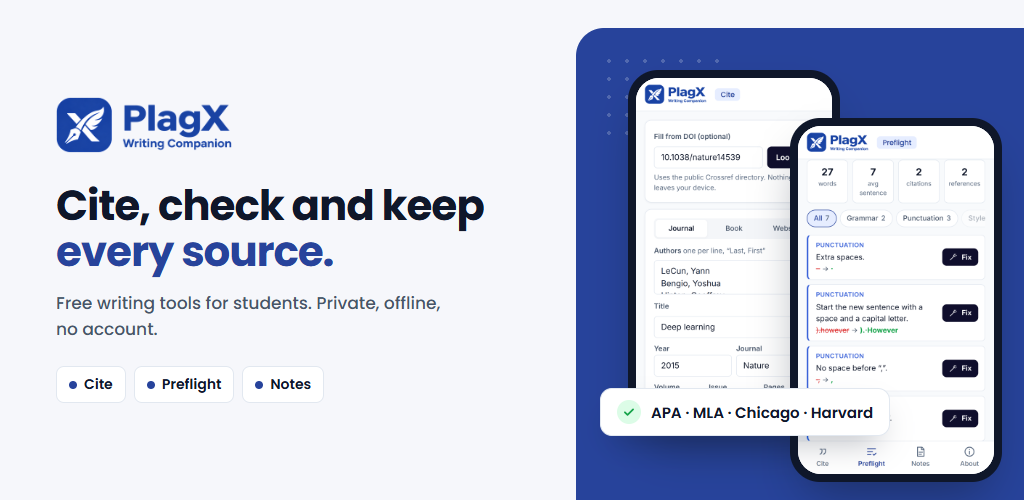 PlagX
Writing Companion
Cite, check and keep
every source.
Free writing tools for students. Private, offline,
no account.
Cite
Preflight
Notes
PlagX
Writing Companion
Cite
Fill from DOI (optional)
10.1038/nature14539
Loo
Uses the public Crossref directory. Nothin
leaves your device.
Journal
Book
Webs
Authors one per line, "Last, First"
LeCun, Yann
Bengio, Yoshua
Title
Deep learning
Year
Journal
2015
Nature
Volume
Issue
Pages
PlagX
Writing Companion
Preflight
27
words
7
avg
sentence
2
citations
2
references
All 7
Grammar 2
Punctuation 3
Style
PUNCTUATION
Extra spaces.
Fix
PUNCTUATION
Start the new sentence with a
space and a capital letter.
).however → ). However
Fix
PUNCTUATION
No space before ",".
Fix
Fix
APA · MLA · Chicago · Harvard
Cite
Preflight
Notes
About